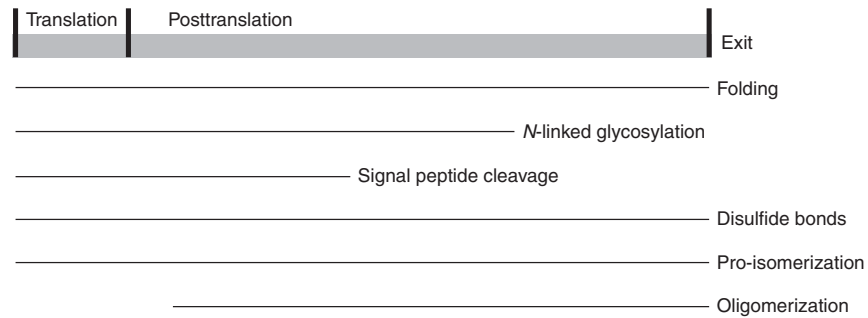 Translation
Posttranslation
Exit
Folding
N-linked glycosylation
Signal peptide cleavage
Disulfide bonds
Pro-isomerization
Oligomerization